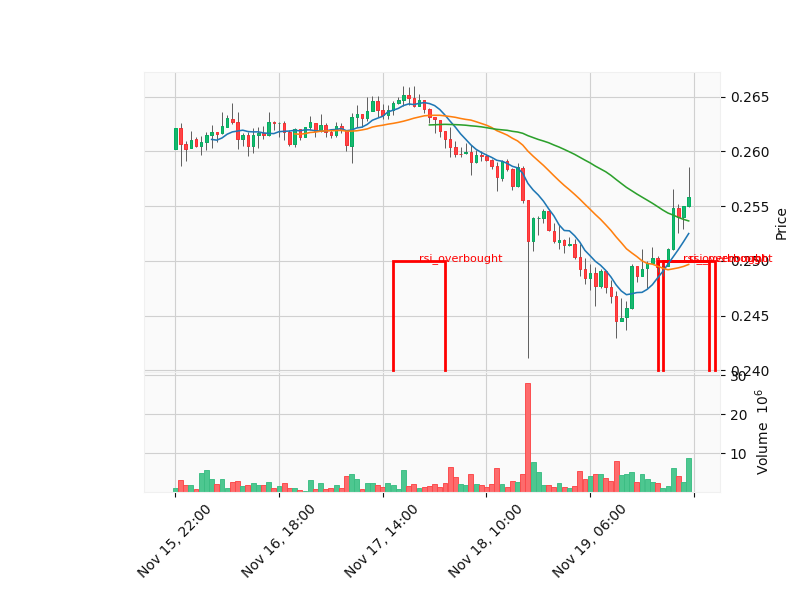 0.265
0.260
0.255
0.250
0.245
0.240
Price
rsi_overbought
30
20
10
Volume 10⁶
Nov 15, 22:00
Nov 16, 18:00
Nov 17, 14:00
Nov 18, 10:00
Nov 19, 06:00